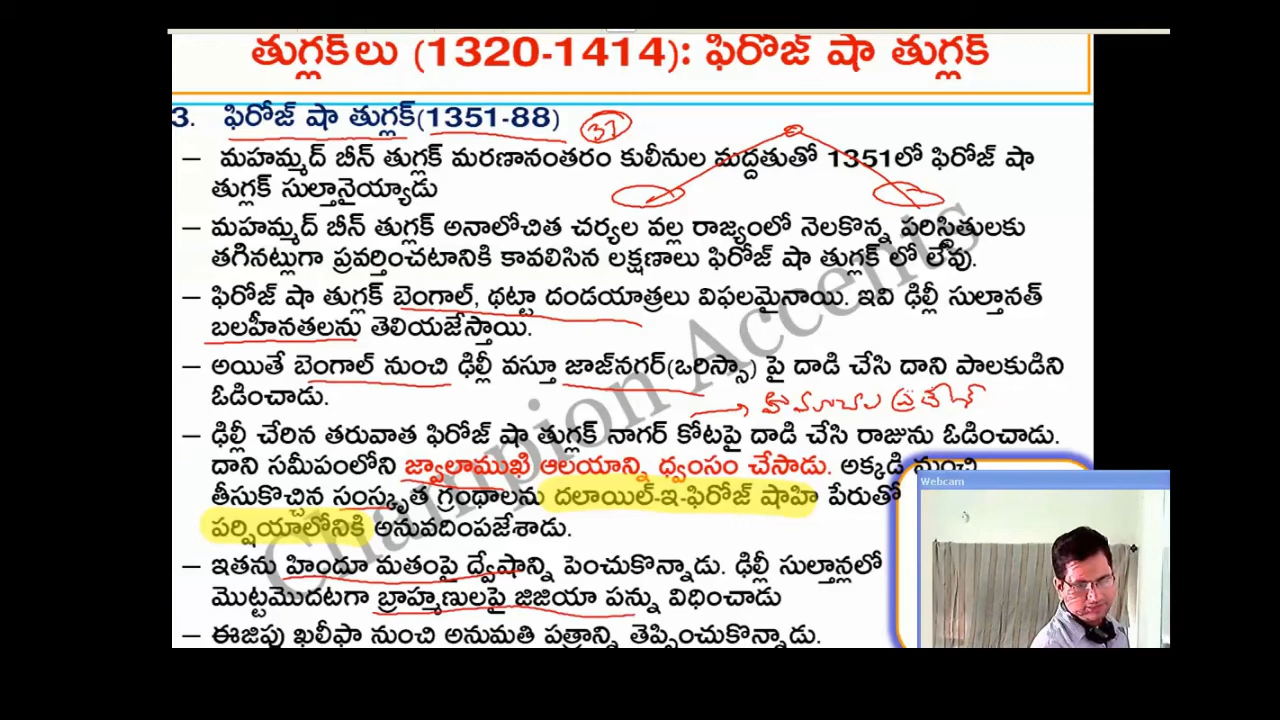 తుగ్లక్‌లు (1320-1414): ఫిరోజ్ షా తుగ్లక్
3. ఫిరోజ్ షా తుగ్లక్(1351-88)
37
– మహమ్మద్ బీన్ తుగ్లక్ మరణానంతరం కులీనుల మద్దతుతో 1351లో ఫిరోజ్ షా
తుగ్లక్ సుల్తానైయ్యాడు
– మహమ్మద్ బీన్ తుగ్లక్ అనాలోచిత చర్యల వల్ల రాజ్యంలో నెలకొన్న పరిస్థితులకు
తగినట్లుగా ప్రవర్తించటానికి కావలిసిన లక్షణాలు ఫిరోజ్ షా తుగ్లక్ లో లేవు.
– ఫిరోజ్ షా తుగ్లక్ బెంగాల్, థట్టా దండయాత్రలు విఫలమైనాయి. ఇవి ఢిల్లీ సుల్తానత్
బలహీనతలను తెలియజేస్తాయి.
– అయితే బెంగాల్ నుంచి ఢిల్లీ వస్తూ జాజ్‌నగర్(ఒరిస్సా) పై దాడి చేసి దాని పాలకుడిని
ఓడించాడు.
– ఢిల్లీ చేరిన తరువాత ఫిరోజ్ షా తుగ్లక్ నాగర్ కోటపై దాడి చేసి రాజును ఓడించాడు.
దాని సమీపంలోని జ్వాలాముఖి ఆలయాన్ని ధ్వంసం చేసాడు. అక్కడి నుంచి
తీసుకొచ్చిన సంస్కృత గ్రంథాలను దలాయిల్-ఇ-ఫిరోజ్ షాహి పేరుతో
పర్షియాలోనికి అనువదింపజేశాడు.
– ఇతను హిందూ మతంపై ద్వేషాన్ని పెంచుకొన్నాడు. ఢిల్లీ సుల్తాన్లలో
మొట్టమొదటగా బ్రాహ్మణులపై జిజియా పన్ను విధించాడు
– ఈజిపు ఖలీఫా నుంచి అనుమతి పత్రాన్ని తెప్పించుకొన్నాడు.
Champion Accents
Webcam